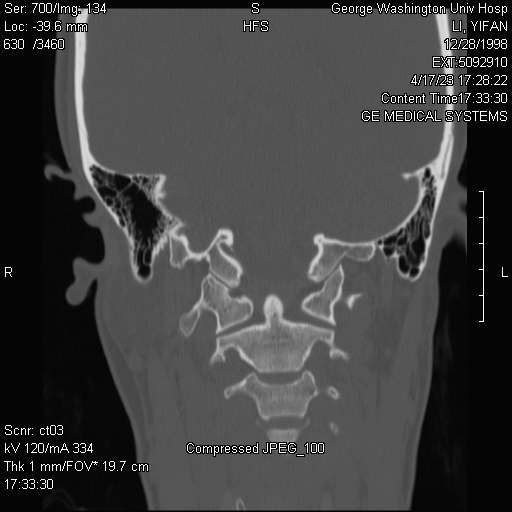 Ser: 700/Img: 134
Loc: -39.6 mm
630 /3460
S
HFS
George Washington Univ Hosp
LI, YIFAN
12/28/1998
EXT:5092910
4/17/23 17:28:22
Content Time17:33:30
GE MEDICAL SYSTEMS
R
L
Scnr: ct03
kV 120/mA 334
Thk 1 mm/FOV* 19.7 cm
17:33:30
Compressed JPEG_100